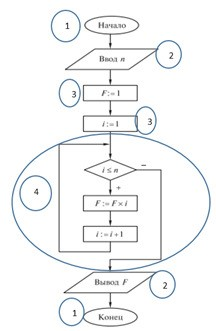 1
Начало
Ввод n
2
3
F:=1
i:=1
3
4
i ≤ n
–
+
F:=F×i
i:=i+1
Вывод F
2
1
Конец